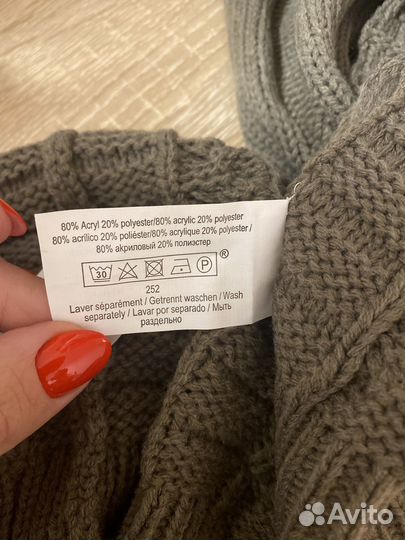 80% Acryl 20% polyester/80% acrylic 20% polyester
80% acrilico 20% poliéster/80% acrylique 20% polyester/
80% акриловый 20% полиэстер
30 P ®
252
Laver séparément / Getrennt waschen / Wash
separately / Lavar por separado / Мыть
раздельно
Avito